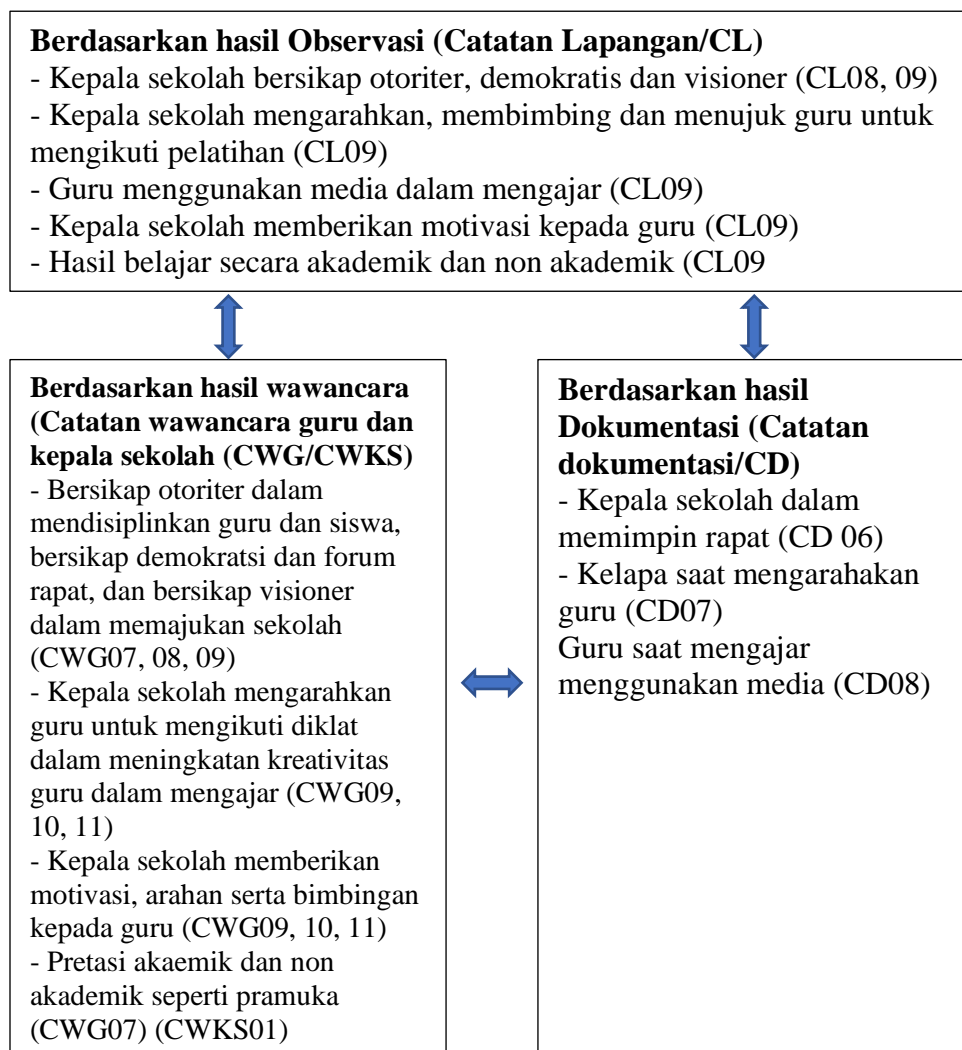 Berdasarkan hasil Observasi (Catatan Lapangan/CL)
- Kepala sekolah bersikap otoriter, demokratis dan visioner (CL08, 09)
- Kepala sekolah mengarahkan, membimbing dan menujuk guru untuk
mengikuti pelatihan (CL09)
- Guru menggunakan media dalam mengajar (CL09)
- Kepala sekolah memberikan motivasi kepada guru (CL09)
- Hasil belajar secara akademik dan non akademik (CL09
Berdasarkan hasil wawancara
(Catatan wawancara guru dan
kepala sekolah (CWG/CWKS)
- Bersikap otoriter dalam
mendisiplinkan guru dan siswa,
bersikap demokratsi dan forum
rapat, dan bersikap visioner
dalam memajukan sekolah
(CWG07, 08, 09)
- Kepala sekolah mengarahkan
guru untuk mengikuti diklat
dalam meningkatan kreativitas
guru dalam mengajar (CWG09,
10, 11)
- Kepala sekolah memberikan
motivasi, arahan serta bimbingan
kepada guru (CWG09, 10, 11)
- Pretasi akaemik dan non
akademik seperti pramuka
(CWG07) (CWKS01)
Berdasarkan hasil
Dokumentasi (Catatan
dokumentasi/CD)
- Kepala sekolah dalam
memimpin rapat (CD 06)
- Kelapa saat mengarahakan
guru (CD07)
Guru saat mengajar
menggunakan media (CD08)